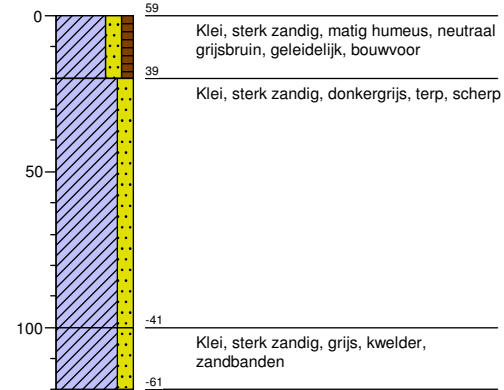 0
59
Klei, sterk zandig, matig humeus, neutraal
grijsbruin, geleidelijk, bouwvoor
39
Klei, sterk zandig, donkergrijs, terp, scherp
50
100
-41
Klei, sterk zandig, grijs, kwelder,
zandbanden
-61